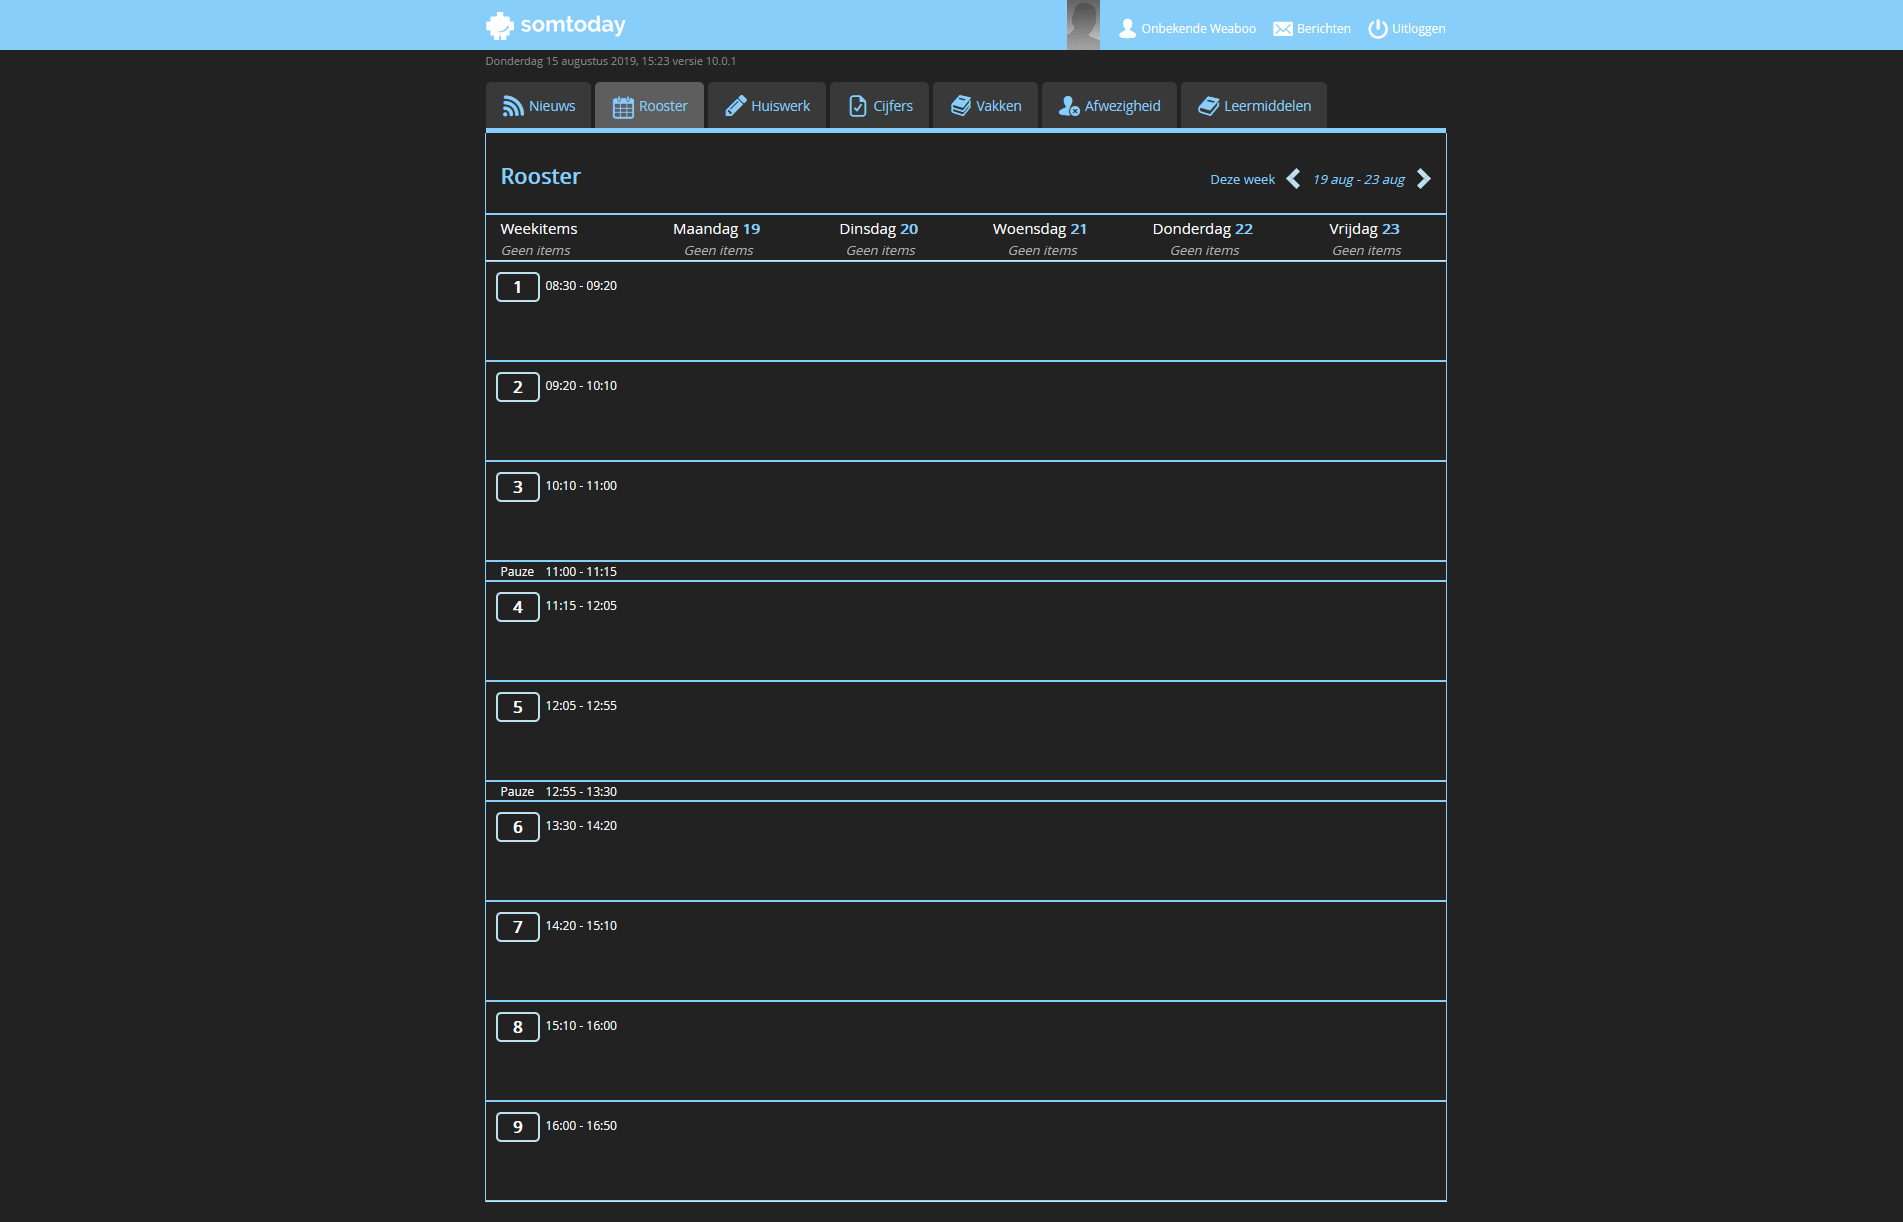 somtoday
Onbekende Weaboo Berichten Uitloggen
Donderdag 15 augustus 2019, 15:23 versie 10.0.1
Nieuws Rooster Huiswerk Cijfers Vakken Afwezigheid Leermiddelen
Rooster
Deze week 19 aug - 23 aug
Weekitems Maandag 19 Dinsdag 20 Woensdag 21 Donderdag 22 Vrijdag 23
Geen items Geen items Geen items Geen items Geen items Geen items
1 08:30 - 09:20
2 09:20 - 10:10
3 10:10 - 11:00
Pauze 11:00 - 11:15
4 11:15 - 12:05
5 12:05 - 12:55
Pauze 12:55 - 13:30
6 13:30 - 14:20
7 14:20 - 15:10
8 15:10 - 16:00
9 16:00 - 16:50